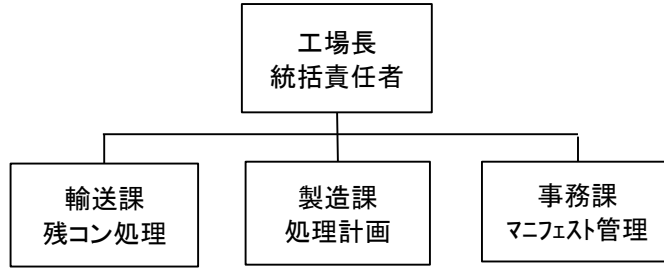 工場長
統括責任者
輸送課
残コン処理
製造課
処理計画
事務課
マニフェスト管理